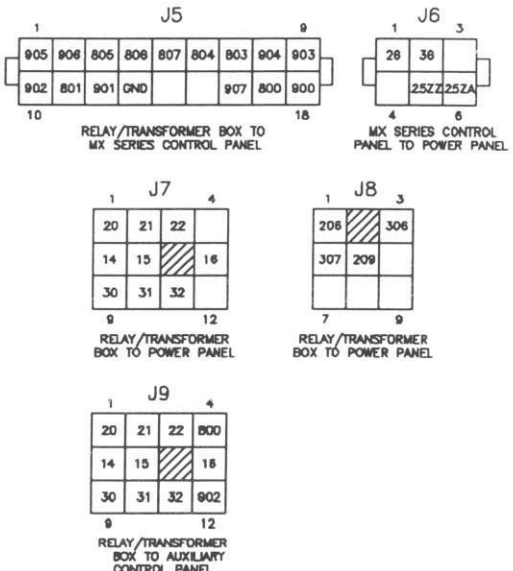 J5
1 9
905 906 805 806 807 804 803 904 903
902 801 901 GND 907 800 900
10 18
RELAY/TRANSFORMER BOX TO
MX SERIES CONTROL PANEL
J6
1 3
26 36
25ZZ 25ZA
4 6
MX SERIES CONTROL
PANEL TO POWER PANEL
J7
1 4
20 21 22
14 15 16
30 31 32
9 12
RELAY/TRANSFORMER
BOX TO POWER PANEL
J8
1 3
206 306
307 209
7 9
RELAY/TRANSFORMER
BOX TO POWER PANEL
J9
1 4
20 21 22 800
14 15 16
30 31 32 902
9 12
RELAY/TRANSFORMER
BOX TO AUXILIARY
CONTROL PANEL